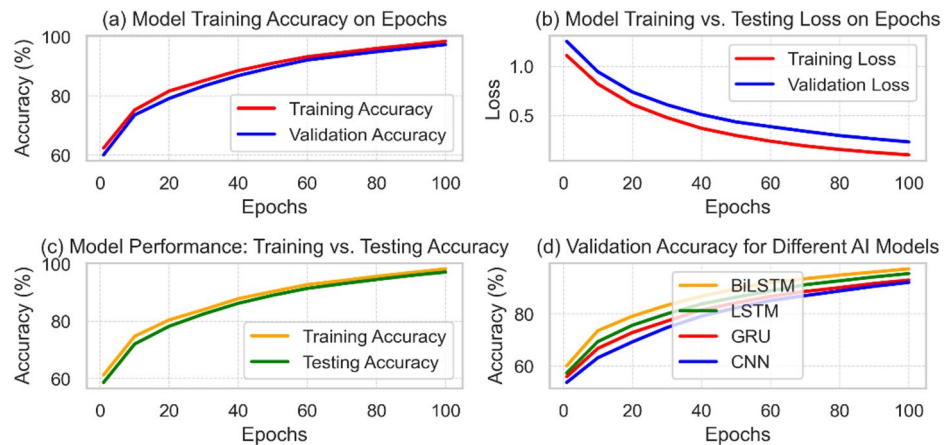 (a) Model Training Accuracy on Epochs
Accuracy (%)
100
80
60
Training Accuracy
Validation Accuracy
0 20 40 60 80 100
Epochs
(b) Model Training vs. Testing Loss on Epochs
Loss
1.0
0.5
Training Loss
Validation Loss
0 20 40 60 80 100
Epochs
(c) Model Performance: Training vs. Testing Accuracy
Accuracy (%)
100
80
60
Training Accuracy
Testing Accuracy
0 20 40 60 80 100
Epochs
(d) Validation Accuracy for Different AI Models
Accuracy (%)
80
60
BiLSTM
LSTM
GRU
CNN
0 20 40 60 80 100
Epochs